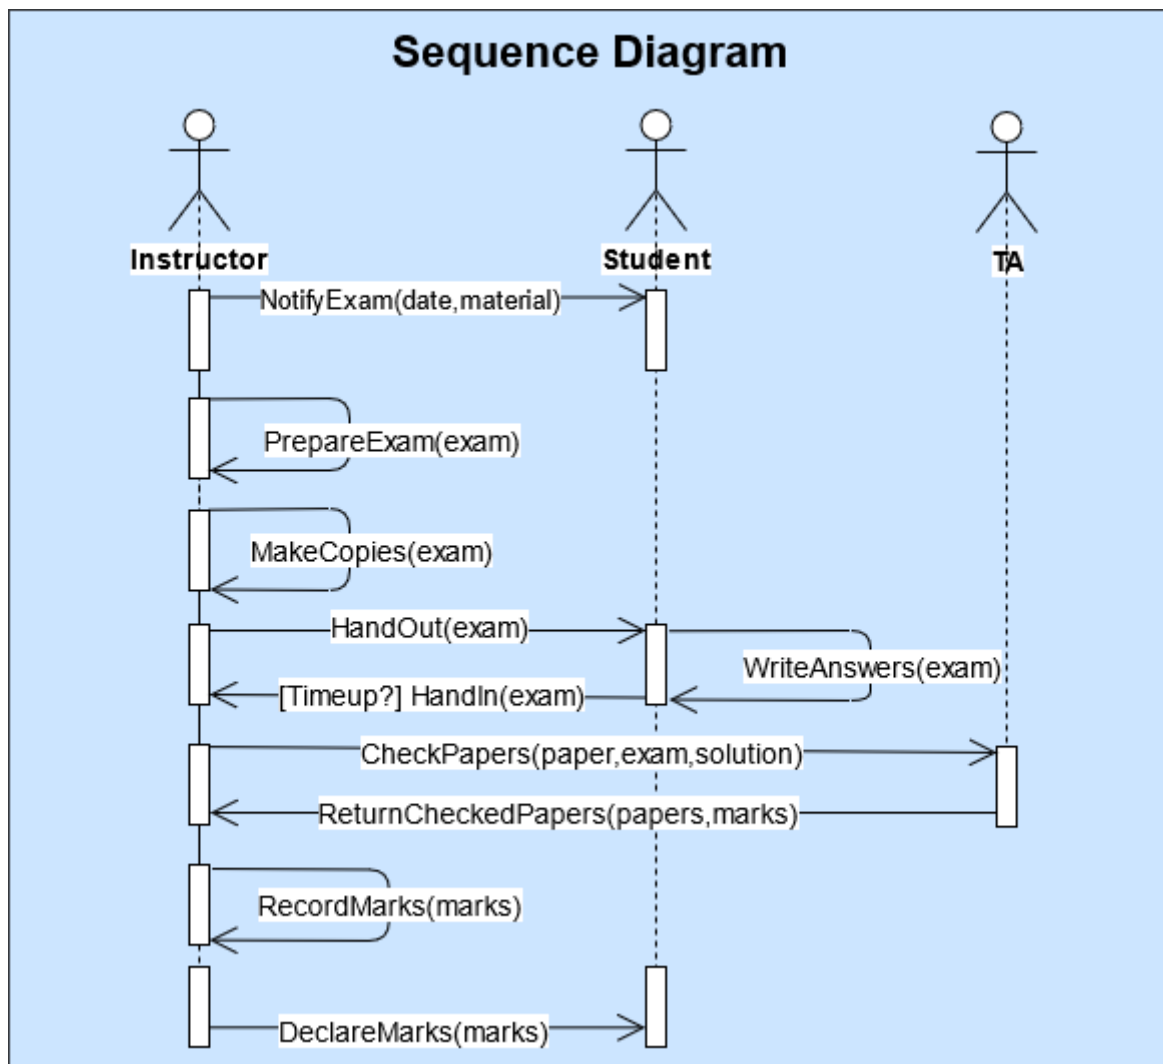 Sequence Diagram
Instructor
Student
TA
NotifyExam(date,material)
PrepareExam(exam)
MakeCopies(exam)
HandOut(exam)
WriteAnswers(exam)
[Timeup?] HandIn(exam)
CheckPapers(paper,exam,solution)
ReturnCheckedPapers(papers,marks)
RecordMarks(marks)
DeclareMarks(marks)